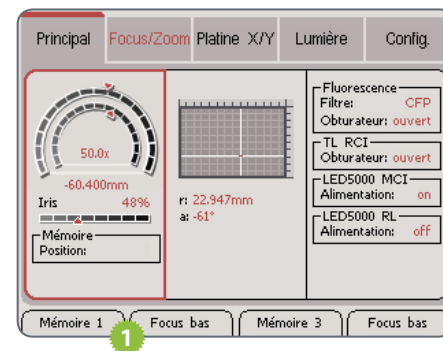 Principal Focus/Zoom Platine X/Y Lumière Config.
50.0x
-60.400mm
Iris 48%
Mémoire
Position:
r: 22.947mm
a: -61°
Fluorescence
Filtre: CFP
Obturateur: ouvert
TL RCI
Obturateur: ouvert
LED5000 MCI
Alimentation: on
LED5000 RL
Alimentation: off
Mémoire 1 Focus bas Mémoire 3 Focus bas
1